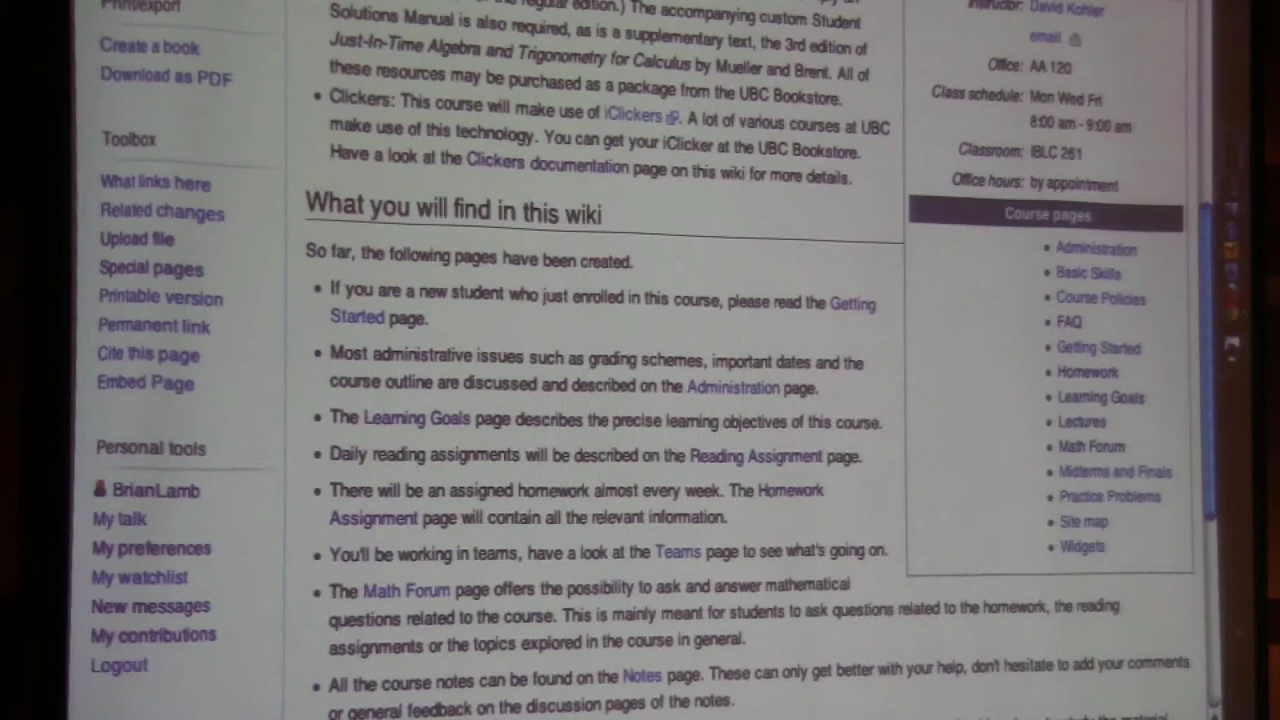 Print/export
Create a book
Download as PDF
Toolbox
What links here
Related changes
Upload file
Special pages
Printable version
Permanent link
Cite this page
Embed Page
Personal tools
BrianLamb
My talk
My preferences
My watchlist
New messages
My contributions
Logout
the regular edition.) The accompanying custom Student
Solutions Manual is also required, as is a supplementary text, the 3rd edition of
Just-In-Time Algebra and Trigonometry for Calculus by Mueller and Brent. All of
these resources may be purchased as a package from the UBC Bookstore.
• Clickers: This course will make use of iClickers. A lot of various courses at UBC
make use of this technology. You can get your iClicker at the UBC Bookstore.
Have a look at the Clickers documentation page on this wiki for more details.
What you will find in this wiki
So far, the following pages have been created.
• If you are a new student who just enrolled in this course, please read the Getting
Started page.
• Most administrative issues such as grading schemes, important dates and the
course outline are discussed and described on the Administration page.
• The Learning Goals page describes the precise learning objectives of this course.
• Daily reading assignments will be described on the Reading Assignment page.
• There will be an assigned homework almost every week. The Homework
Assignment page will contain all the relevant information.
• You'll be working in teams, have a look at the Teams page to see what's going on.
• The Math Forum page offers the possibility to ask and answer mathematical
questions related to the course. This is mainly meant for students to ask questions related to the homework, the reading
assignments or the topics explored in the course in general.
• All the course notes can be found on the Notes page. These can only get better with your help, don't hesitate to add your comments
or general feedback on the discussion pages of the notes.
Instructor: David Kohler
email
Office: AA 120
Class schedule: Mon Wed Fri
8:00 am - 9:00 am
Classroom: IBLC 261
Office hours: by appointment
Course pages
• Administration
• Basic Skills
• Course Policies
• FAQ
• Getting Started
• Homework
• Learning Goals
• Lectures
• Math Forum
• Midterms and Finals
• Practice Problems
• Site map
• Widgets